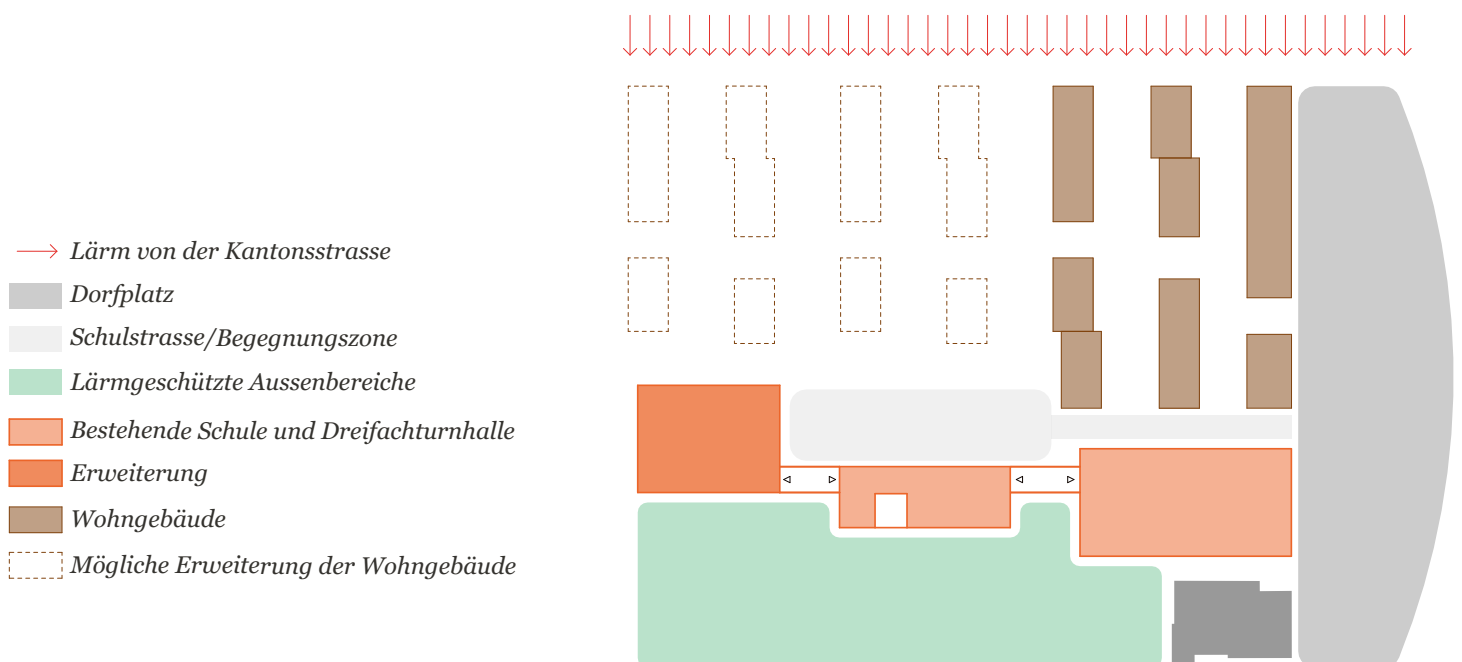 Lärm von der Kantonsstrasse
Dorfplatz
Schulstrasse/Begegnungszone
Lärmgeschützte Aussenbereiche
Bestehende Schule und Dreifachturnhalle
Erweiterung
Wohngebäude
Mögliche Erweiterung der Wohngebäude